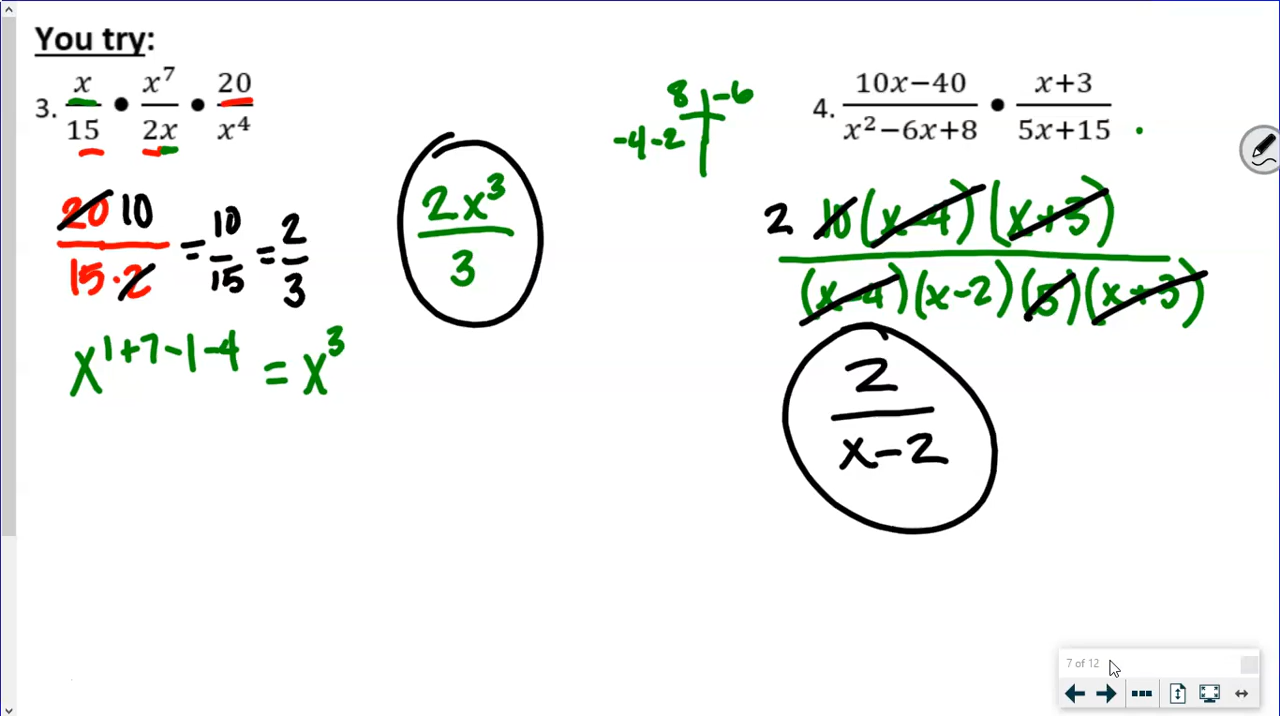 You try:
3. x/15 • x^7/2x • 20/x^4
20 10/15·2 = 10/15 = 2/3
x^(1+7-1-4) = x^3
2x^3/3
8 -6
-4 -2
4. 10x−40/x²−6x+8 • x+3/5x+15
2 10(x-4)(x+3)
(x-4)(x-2)(5)(x+3)
2/x-2
7 of 12